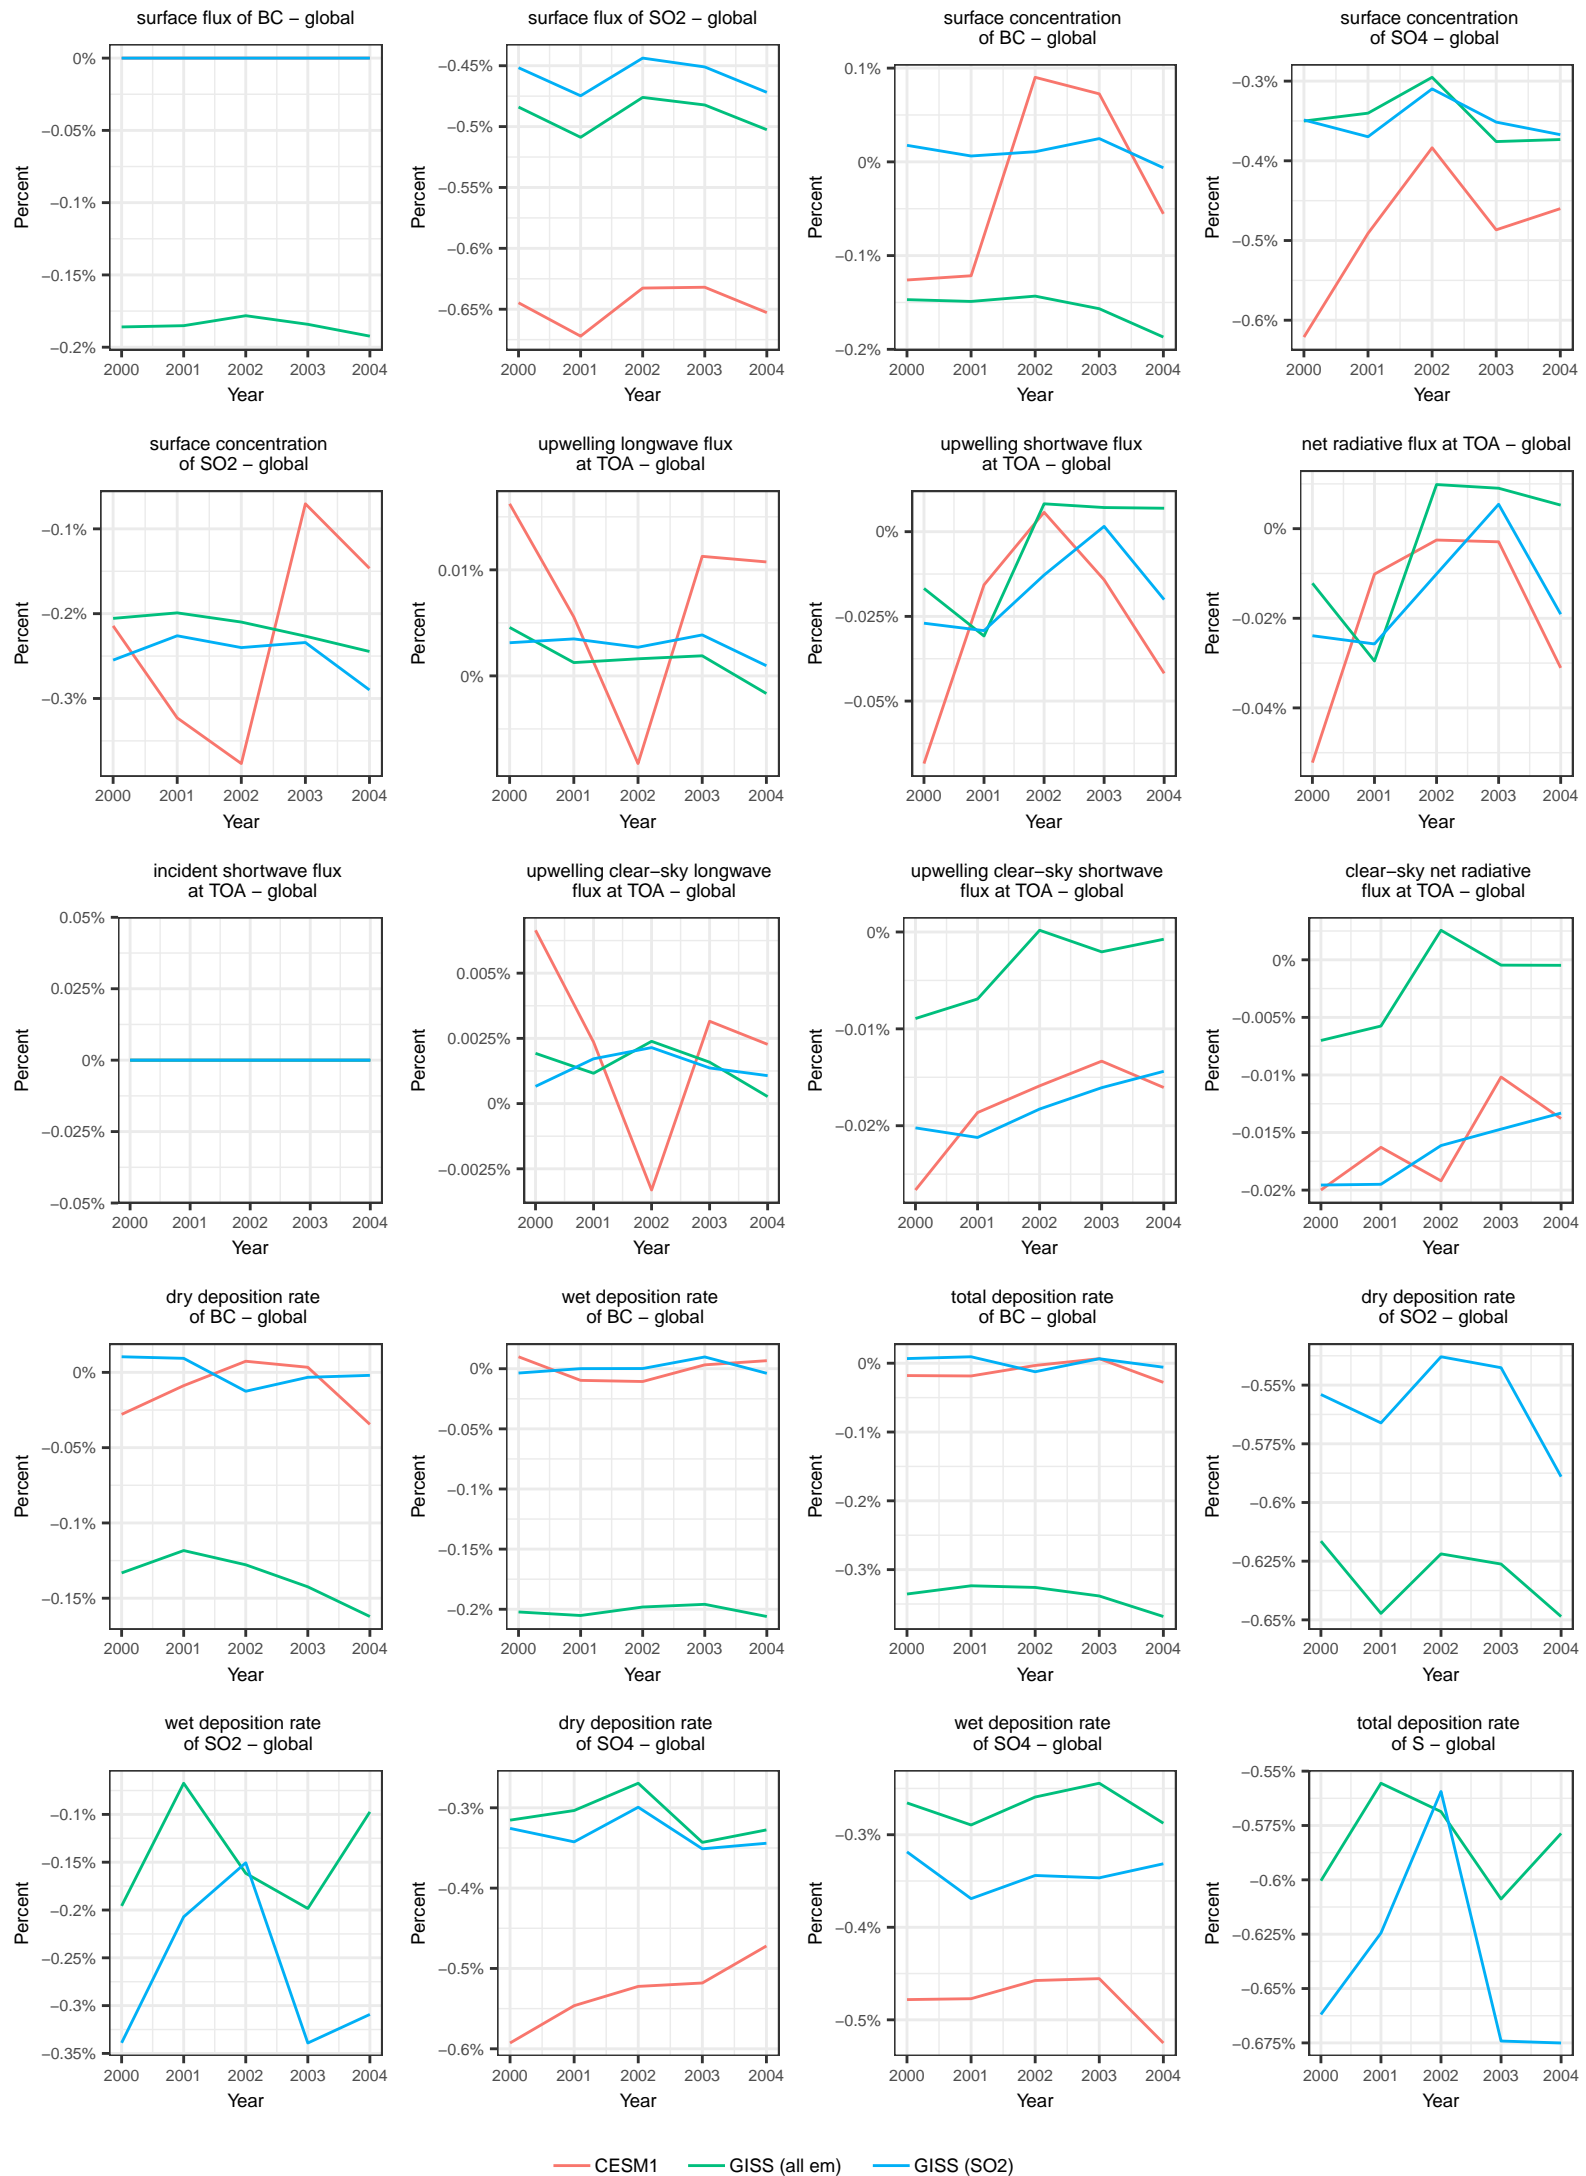 surface flux of BC − global
0%
−0.05%
−0.1%
−0.15%
−0.2%
Percent
2000 2001 2002 2003 2004
Year
surface flux of SO2 − global
−0.45%
−0.5%
−0.55%
−0.6%
−0.65%
Percent
2000 2001 2002 2003 2004
Year
surface concentration
of BC − global
0.1%
0%
−0.1%
−0.2%
Percent
2000 2001 2002 2003 2004
Year
surface concentration
of SO4 − global
−0.3%
−0.4%
−0.5%
−0.6%
Percent
2000 2001 2002 2003 2004
Year
surface concentration
of SO2 − global
−0.1%
−0.2%
−0.3%
Percent
2000 2001 2002 2003 2004
Year
upwelling longwave flux
at TOA − global
0.01%
0%
Percent
2000 2001 2002 2003 2004
Year
upwelling shortwave flux
at TOA − global
0%
−0.025%
−0.05%
Percent
2000 2001 2002 2003 2004
Year
net radiative flux at TOA − global
0%
−0.02%
−0.04%
Percent
2000 2001 2002 2003 2004
Year
incident shortwave flux
at TOA − global
0.05%
0.025%
0%
−0.025%
−0.05%
Percent
2000 2001 2002 2003 2004
Year
upwelling clear−sky longwave
flux at TOA − global
0.005%
0.0025%
0%
−0.0025%
Percent
2000 2001 2002 2003 2004
Year
upwelling clear−sky shortwave
flux at TOA − global
0%
−0.01%
−0.02%
Percent
2000 2001 2002 2003 2004
Year
clear−sky net radiative
flux at TOA − global
0%
−0.005%
−0.01%
−0.015%
−0.02%
Percent
2000 2001 2002 2003 2004
Year
dry deposition rate
of BC − global
0%
−0.05%
−0.1%
−0.15%
Percent
2000 2001 2002 2003 2004
Year
wet deposition rate
of BC − global
0%
−0.05%
−0.1%
−0.15%
−0.2%
Percent
2000 2001 2002 2003 2004
Year
total deposition rate
of BC − global
0%
−0.1%
−0.2%
−0.3%
Percent
2000 2001 2002 2003 2004
Year
dry deposition rate
of SO2 − global
−0.55%
−0.575%
−0.6%
−0.625%
−0.65%
Percent
2000 2001 2002 2003 2004
Year
wet deposition rate
of SO2 − global
−0.1%
−0.15%
−0.2%
−0.25%
−0.3%
−0.35%
Percent
2000 2001 2002 2003 2004
Year
dry deposition rate
of SO4 − global
−0.3%
−0.4%
−0.5%
−0.6%
Percent
2000 2001 2002 2003 2004
Year
wet deposition rate
of SO4 − global
−0.3%
−0.4%
−0.5%
Percent
2000 2001 2002 2003 2004
Year
total deposition rate
of S − global
−0.55%
−0.575%
−0.6%
−0.625%
−0.65%
−0.675%
Percent
2000 2001 2002 2003 2004
Year
CESM1 GISS (all em) GISS (SO2)